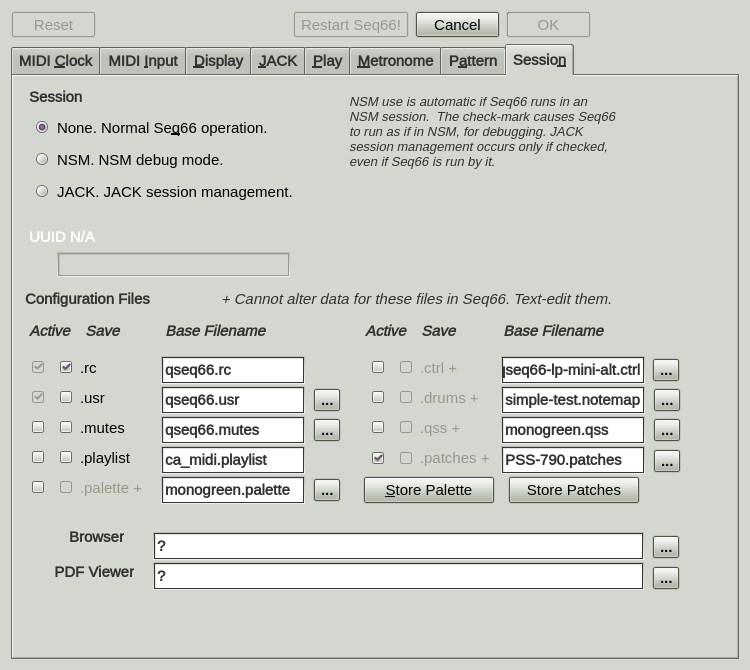 Reset Restart Seq66! Cancel OK
MIDI Clock MIDI Input Display JACK Play Metronome Pattern Session
Session
None. Normal Seq66 operation.
NSM. NSM debug mode.
JACK. JACK session management.
NSM use is automatic if Seq66 runs in an
NSM session. The check-mark causes Seq66
to run as if in NSM, for debugging. JACK
session management occurs only if checked,
even if Seq66 is run by it.
UUID N/A
Configuration Files + Cannot alter data for these files in Seq66. Text-edit them.
Active Save Base Filename Active Save Base Filename
.rc qseq66.rc .ctrl + qseq66-lp-mini-alt.ctrl ...
.usr qseq66.usr ... .drums + simple-test.notemap ...
.mutes qseq66.mutes ... .qss + monogreen.qss ...
.playlist ca_midi.playlist .patches + PSS-790.patches ...
.palette + monogreen.palette ... Store Palette Store Patches
Browser ? ...
PDF Viewer ? ...